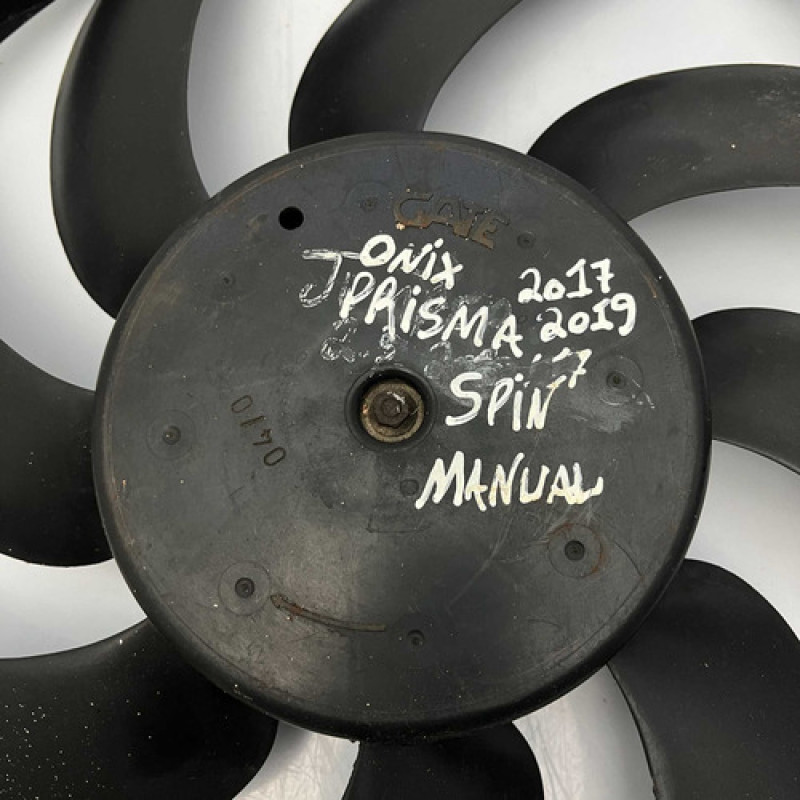 GATE
ONiX
PRiSMA
2017
2019
SPiN
MANUAL
0410